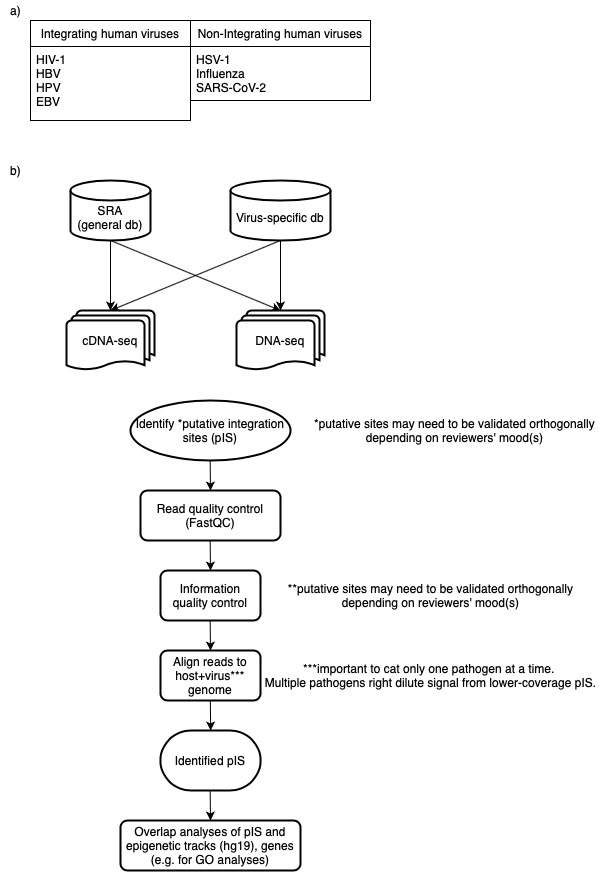 a)
Integrating human viruses
Non-Integrating human viruses
HIV-1
HBV
HPV
EBV
HSV-1
Influenza
SARS-CoV-2
b)
SRA
(general db)
Virus-specific db
cDNA-seq
DNA-seq
Identify *putative integration
sites (pIS)
*putative sites may need to be validated orthogonally
depending on reviewers' mood(s)
Read quality control
(FastQC)
Information
quality control
**putative sites may need to be validated orthogonally
depending on reviewers' mood(s)
Align reads to
host+virus***
genome
***important to cat only one pathogen at a time.
Multiple pathogens right dilute signal from lower-coverage pIS.
Identified pIS
Overlap analyses of pIS and
epigenetic tracks (hg19), genes
(e.g. for GO analyses)